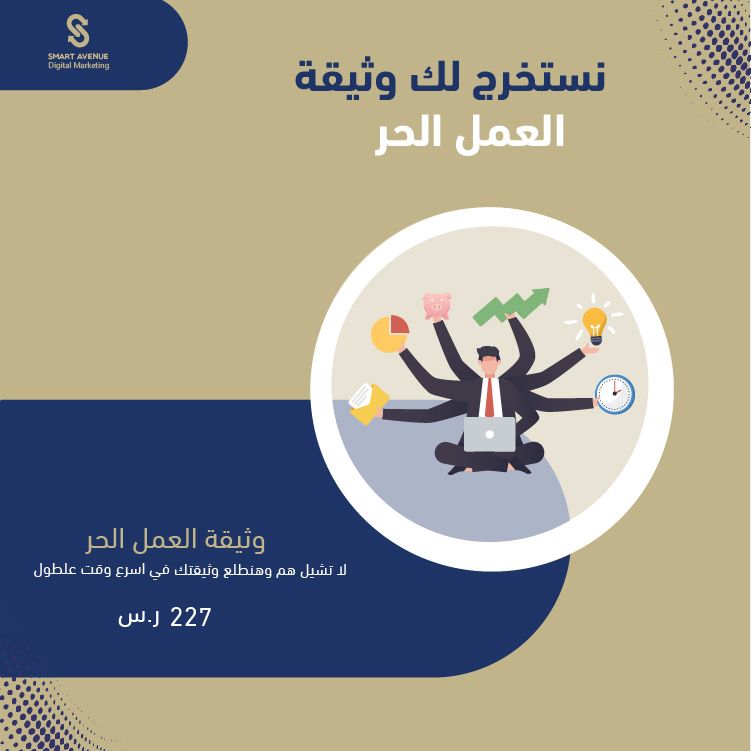 SMART AVENUE
Digital Marketing
نستخرج لك وثيقة
العمل الحر
وثيقة العمل الحر
لا تشيل هم وهنطلع وثيقتك في اسرع وقت علطول
227 ر.س